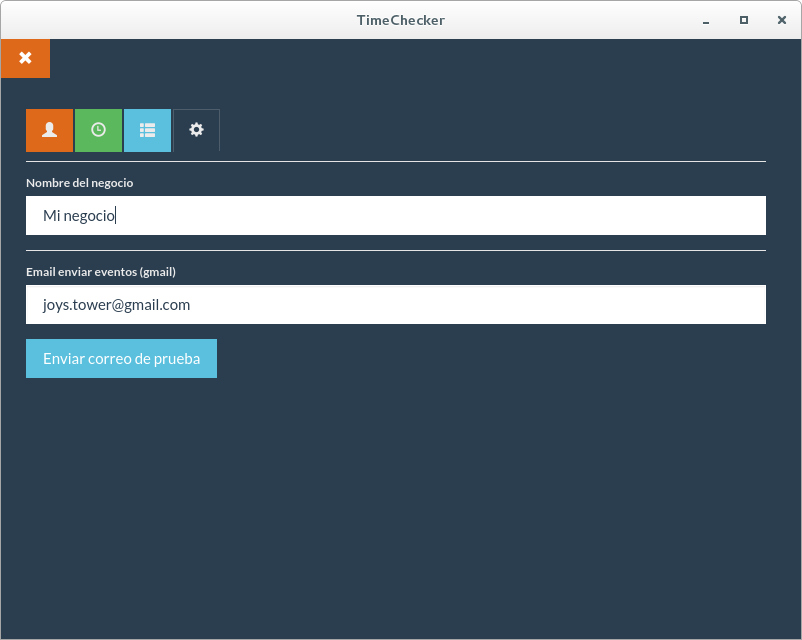 TimeChecker
Nombre del negocio
Mi negocio
Email enviar eventos (gmail)
joys.tower@gmail.com
Enviar correo de prueba